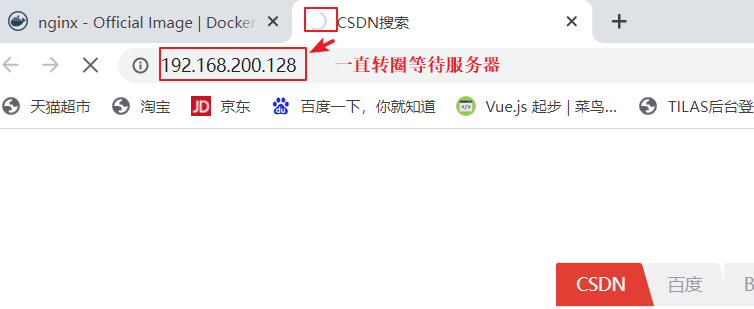 nginx - Official Image | Docker
CSDN搜索
192.168.200.128
一直转圈等待服务器
天猫超市
淘宝
JD 京东
du 百度一下，你就知道
Vue.js 起步 | 菜鸟...
TILAS后台登
CSDN
百度
B